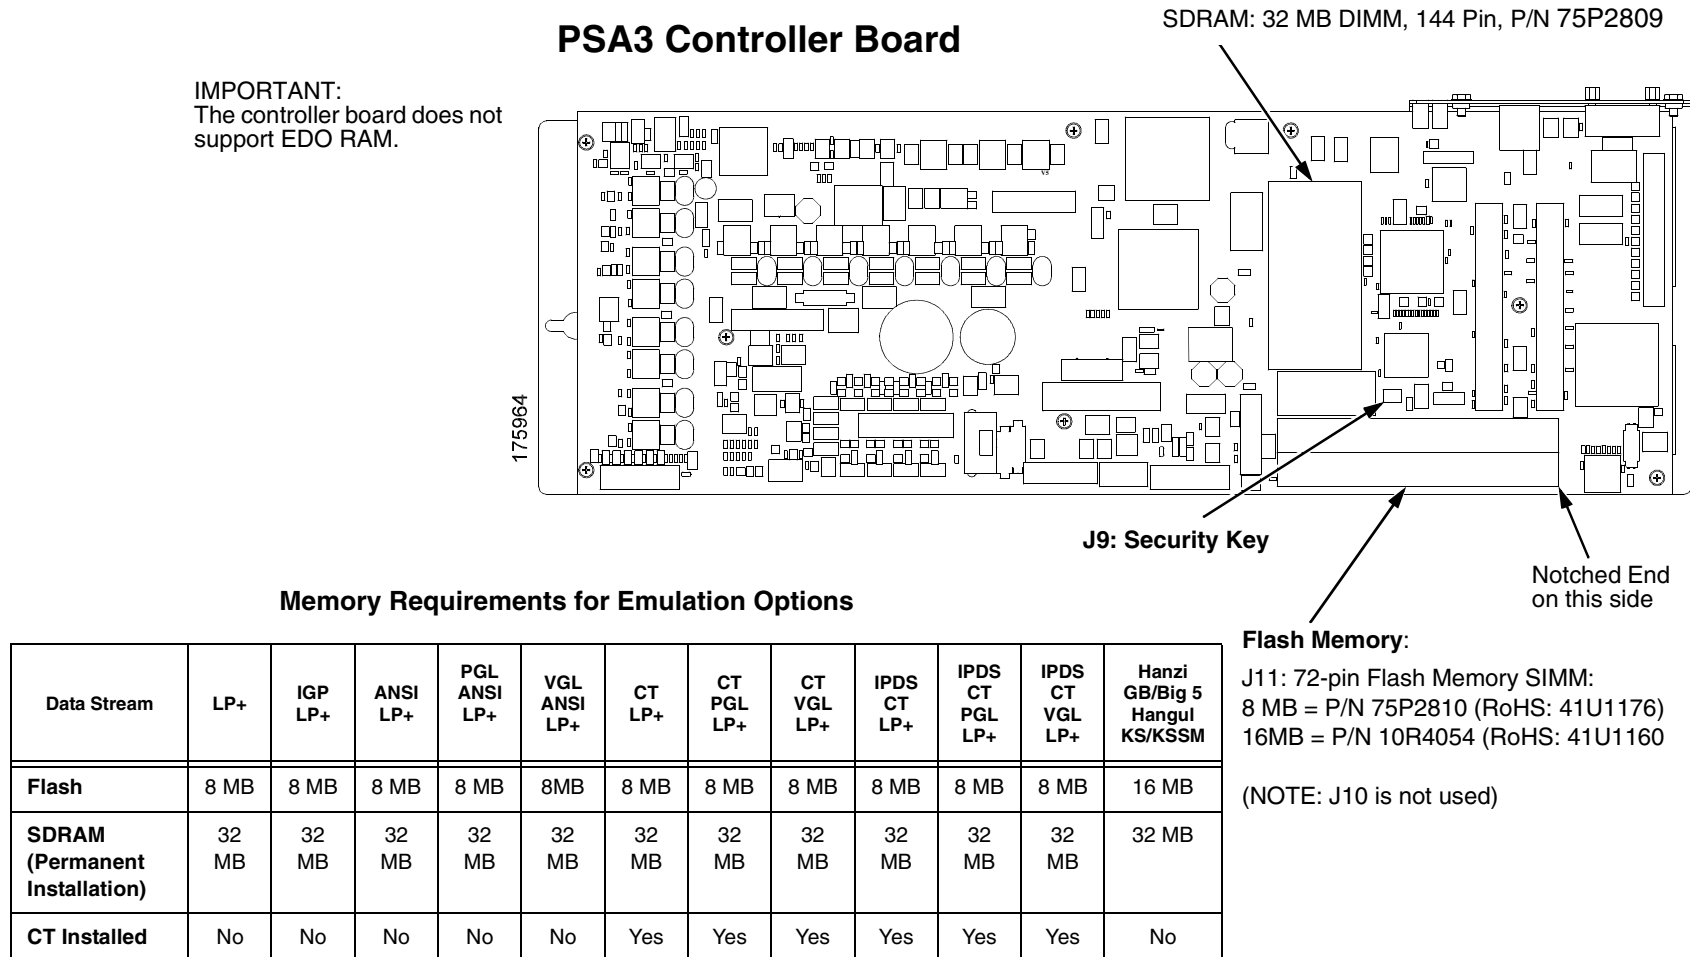 PSA3 Controller Board
SDRAM: 32 MB DIMM, 144 Pin, P/N 75P2809
IMPORTANT:
The controller board does not
support EDO RAM.
V5
175964
J9: Security Key
Notched End
on this side
Flash Memory:
J11: 72-pin Flash Memory SIMM:
8 MB = P/N 75P2810 (RoHS: 41U1176)
16MB = P/N 10R4054 (RoHS: 41U1160
(NOTE: J10 is not used)
Memory Requirements for Emulation Options
Data Stream | LP+ | IGP LP+ | ANSI LP+ | PGL ANSI LP+ | VGL ANSI LP+ | CT LP+ | CT PGL LP+ | CT VGL LP+ | IPDS CT LP+ | IPDS CT PGL LP+ | IPDS CT VGL LP+ | Hanzi GB/Big 5 Hangul KS/KSSM
Flash | 8 MB | 8 MB | 8 MB | 8 MB | 8MB | 8 MB | 8 MB | 8 MB | 8 MB | 8 MB | 8 MB | 16 MB
SDRAM (Permanent Installation) | 32 MB | 32 MB | 32 MB | 32 MB | 32 MB | 32 MB | 32 MB | 32 MB | 32 MB | 32 MB | 32 MB | 32 MB
CT Installed | No | No | No | No | No | Yes | Yes | Yes | Yes | Yes | Yes | No